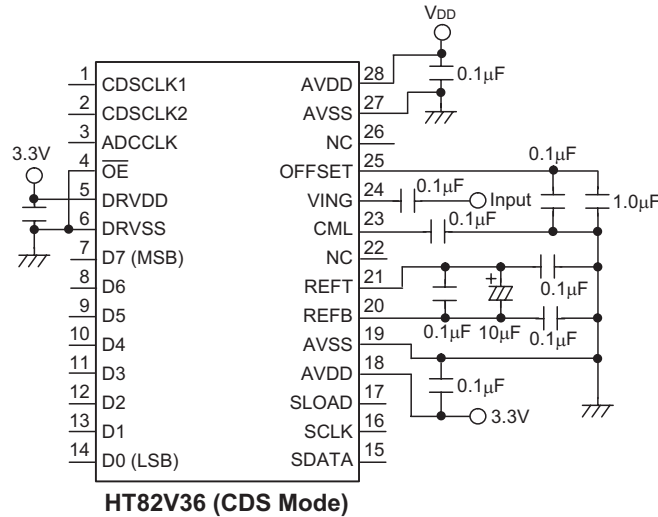 VDD
0.1μF
1 CDSCLK1
2 CDSCLK2
3 ADCCLK
4 OE
5 DRVDD
6 DRVSS
7 D7 (MSB)
8 D6
9 D5
10 D4
11 D3
12 D2
13 D1
14 D0 (LSB)
3.3V
AVDD 28
AVSS 27
NC 26
OFFSET 25
VING 24
CML 23
NC 22
REFT 21
REFB 20
AVSS 19
AVDD 18
SLOAD 17
SCLK 16
SDATA 15
0.1μF
0.1μF
Input
1.0μF
0.1μF
0.1μF
+
0.1μF
10μF
0.1μF
0.1μF
3.3V
HT82V36 (CDS Mode)